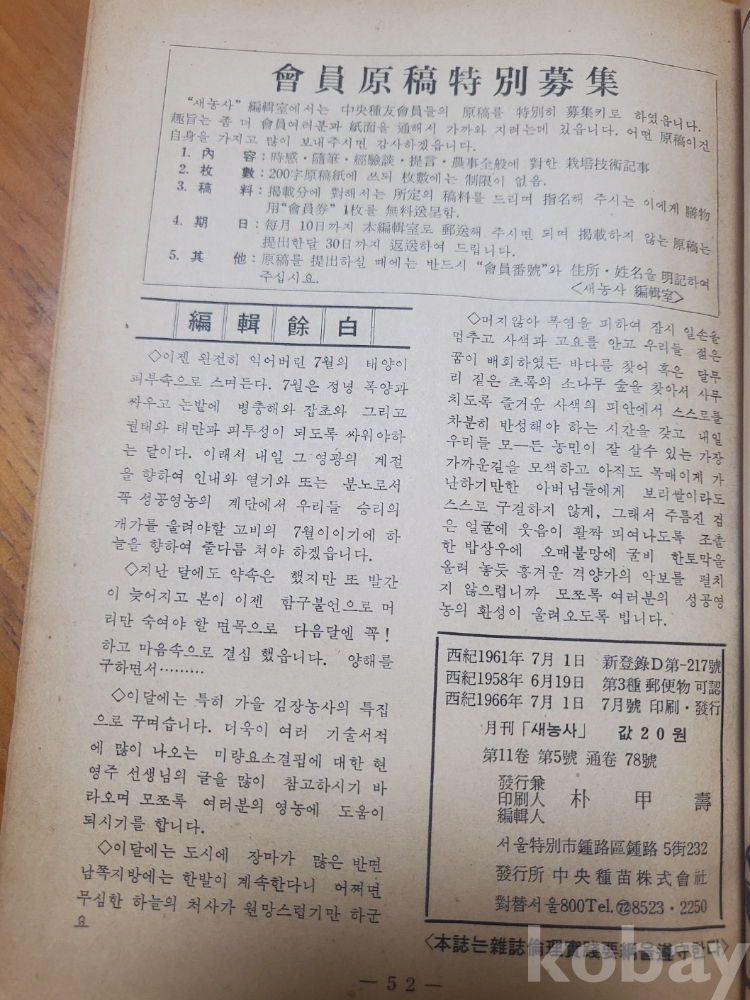 會員原稿特別募集
"새농사" 編輯室에서는 中央種友會員들의 原稿를 特別히 募集키로 하였읍니다.
趣旨는 좀 더 會員여러분과 紙面을 通해서 가까와 지려는데 있읍니다. 어떤 原稿이건
自身을 가지고 많이 보내주시면 감사하겠읍니다.
1. 內 容 : 時感・隨筆・經驗談・提言・農事全般에 對한 栽培技術記事
2. 枚 數 : 200字原稿紙에 쓰되 枚數에는 制限이 없음.
3. 稿 料 : 揭載分에 對해서는 所定의 稿料를 드리며 指名해 주시는 이에게 購物
用"會員券" 1枚를 無料送呈함.
4. 期 日 : 每月 10日까지 本編輯室로 郵送해 주시면 되며 揭載하지 않는 原稿는
提出한달 30日까지 返送하여 드립니다.
5. 其 他 : 原稿를 提出하실 때에는 반드시 "會員番號"와 住所・姓名을 明記하여
주십시요.
<새농사 編輯室>
編輯餘白
◇이젠 완전히 익어버린 7월의 태양이
피부속으로 스며든다. 7월은 정녕 폭양과
싸우고 논밭에 병충해와 잡초와 그리고
권태와 태만과 피투성이 되도록 싸워야하
는 달이다. 이래서 내일 그 영광의 계절
을 향하여 인내와 열기와 또는 분노로서
꼭 성공영농의 계단에서 우리들 승리의
개가를 울려야할 고비의 7월이이기에 하
늘을 향하여 줄다름 쳐야 하겠읍니다.
◇지난 달에도 약속은 했지만 또 발간
이 늦어지고 본이 이젠 함구불언으로 머
리만 숙여야 할 면목으로 다음달엔 꼭!
하고 마음속으로 결심 했읍니다. 양해를
구하면서………
◇이달에는 특히 가을 김장농사의 특집
으로 꾸며습니다. 더욱이 여러 기술서적
에 많이 나오는 미량요소결핍에 대한 현
영주 선생님의 글을 많이 참고하시기 바
라오며 모쪼록 여러분의 영농에 도움이
되시기를 합니다.
◇이달에는 도시에 장마가 많은 반면
남쪽지방에는 한발이 계속한다니 어쩌면
무심한 하늘의 처사가 원망스럽기만 하군
요
◇머지않아 폭염을 피하여 잠시 일손을
멈추고 사색과 고요를 안고 우리들 젊은
꿈이 배회하였든 바다를 찾어 혹은 달무
리 짙은 초록의 소나무 숲을 찾아서 사무
치도록 즐거운 사색의 피안에서 스스로를
차분히 반성해야 하는 시간을 갖고 내일
우리들 모―든 농민이 잘 살수 있는 가장
가까운길을 모색하고 아직도 목매이게 가
난하기만한 아버님들에게 보리쌀이라도
스스로 구걸하지 않게, 그래서 주름진 검
은 얼굴에 웃음이 활짝 피여나도록 조촐
한 밥상우에 오매불망에 굴비 한토막을
올려 놓듯 흥겨운 격양가의 악보를 펼치
지 않으렵니까 모쪼록 여러분의 성공영
농의 환성이 울려오도록 빕니다.
西紀1961年 7月 1日 新登錄D第-217號
西紀1958年 6月19日 第3種 郵便物 可認
西紀1966年 7月 1日 7月號 印刷・發行
月刊 「새농사」 값20원
第11卷 第5號 通卷 78號
發行兼
印刷人 朴 甲 壽
編輯人
서울特別市鍾路區鍾路 5街232
發行所 中央種苗株式會社
對替서울800Tel.⑫8523・2250
<本誌는雜誌倫理實踐要綱을遵守한다>
— 52 —
kobay